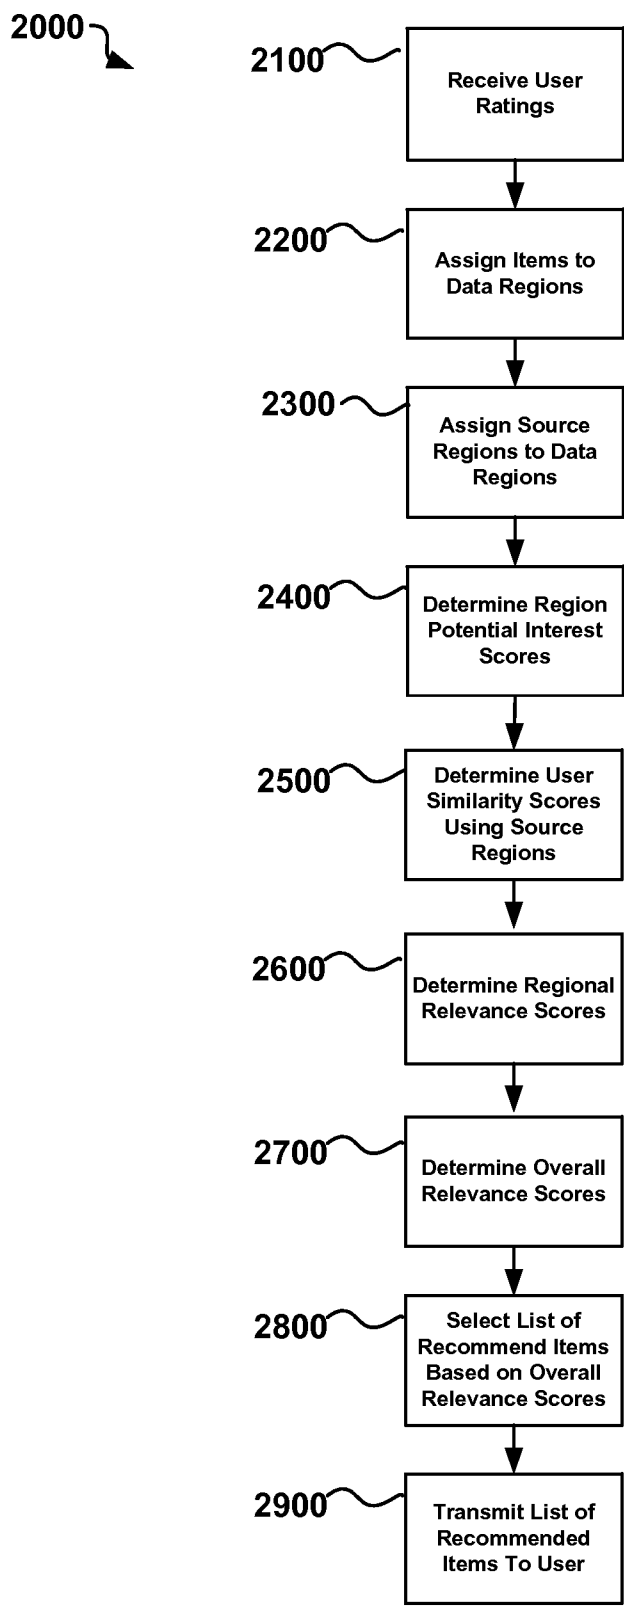 2000
2100
Receive User
Ratings
2200
Assign Items to
Data Regions
2300
Assign Source
Regions to Data
Regions
2400
Determine Region
Potential Interest
Scores
2500
Determine User
Similarity Scores
Using Source
Regions
2600
Determine Regional
Relevance Scores
2700
Determine Overall
Relevance Scores
2800
Select List of
Recommend Items
Based on Overall
Relevance Scores
2900
Transmit List of
Recommended
Items To User